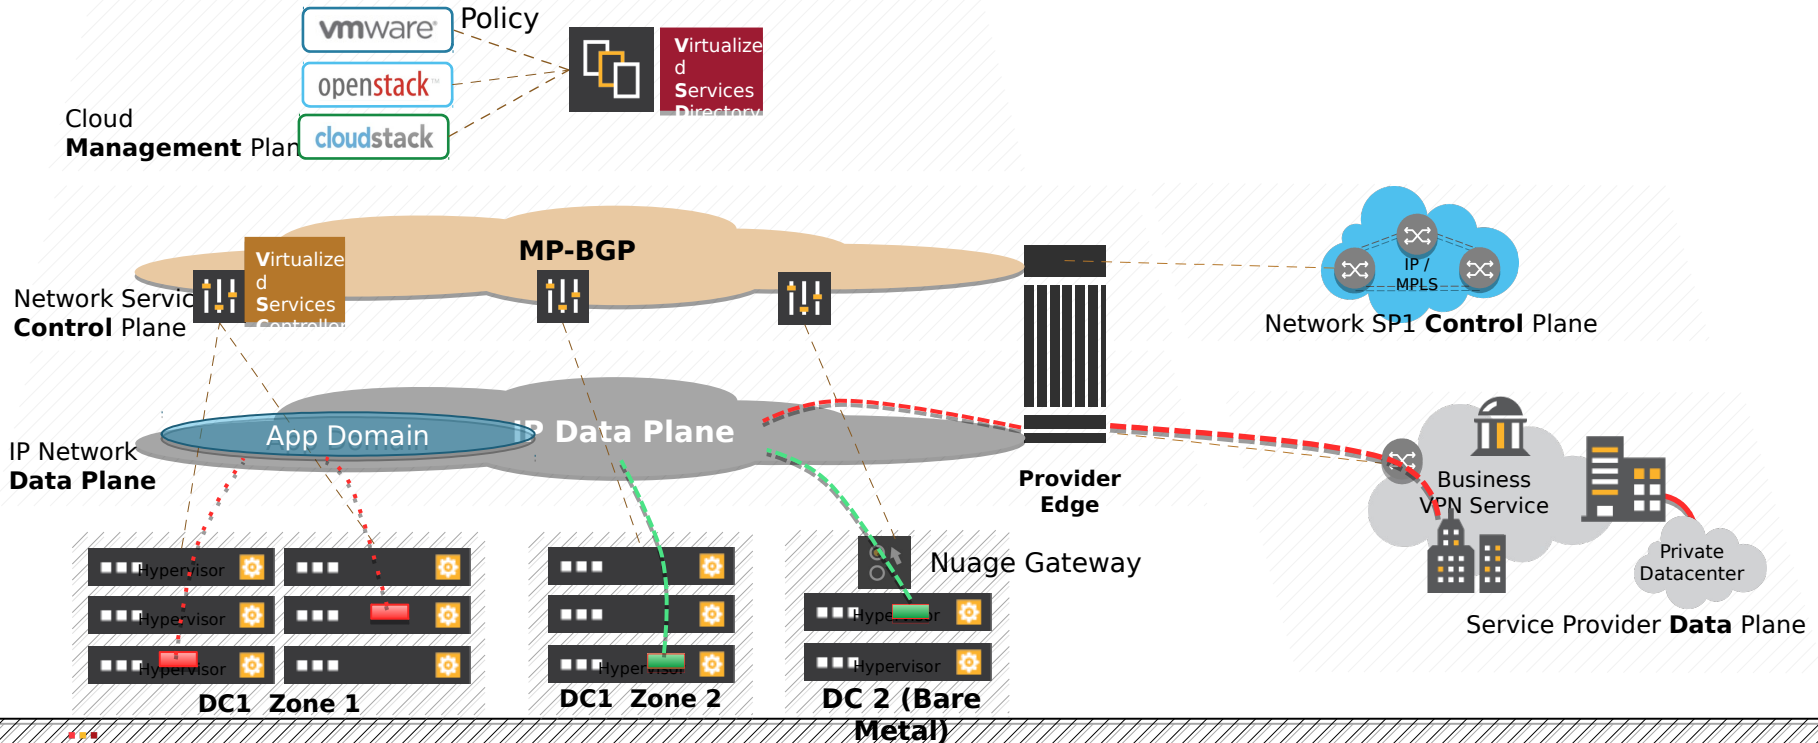 vmware
Policy
openstack
cloudstack
Virtualize
d
Services
Directory
Cloud
Management Plan
MP-BGP
Virtualize
d
Services
Controller
Network Servic
Control Plane
IP /
MPLS
Network SP1 Control Plane
App Domain
IP Data Plane
IP Network
Data Plane
Provider
Edge
Business
VPN Service
Private
Datacenter
Service Provider Data Plane
Nuage Gateway
Hypervisor
Hypervisor
Hypervisor
Hypervisor
Hypervisor
Hypervisor
DC1 Zone 1
DC1 Zone 2
DC 2 (Bare
Metal)